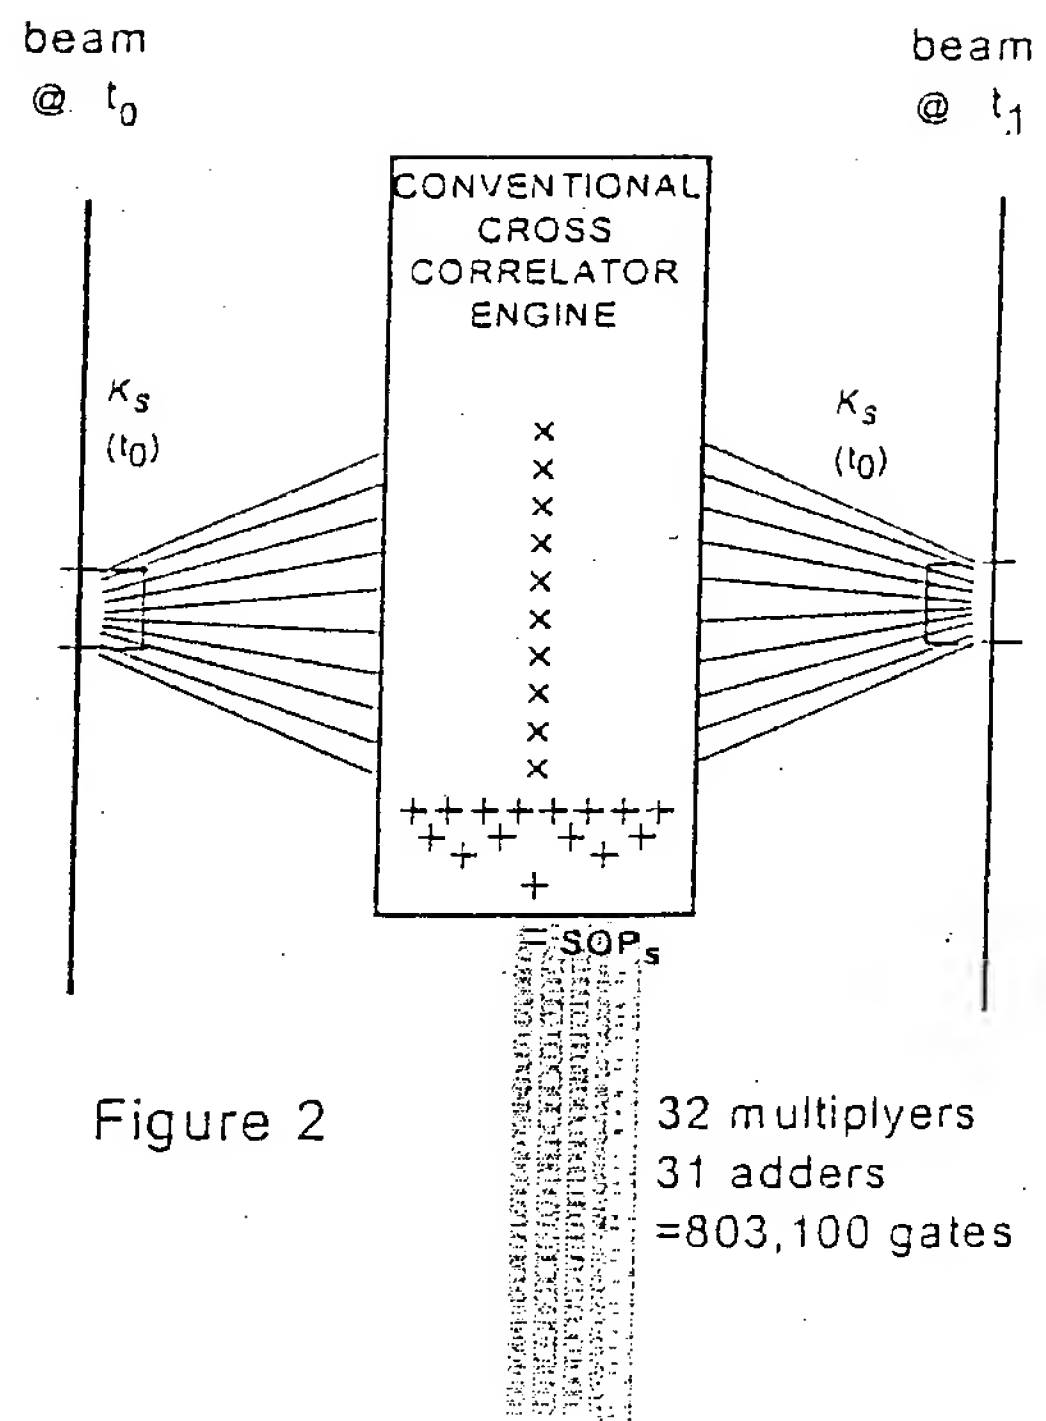 beam
@ t0
beam
@ t1
CONVENTIONAL
CROSS
CORRELATOR
ENGINE
Ks
(t0)
Ks
(t0)
×
×
×
×
×
×
×
×
×
×
+ + + + + + + +
+ + + +
+ +
+
= SOPs
Figure 2
32 multiplyers
31 adders
=803,100 gates